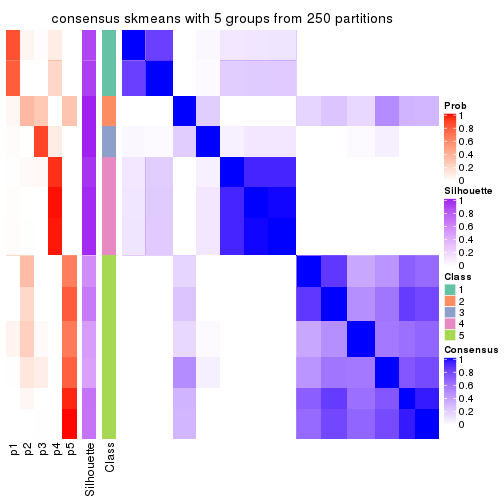 consensus skmeans with 5 groups from 250 partitions
Prob
1
0.8
0.6
0.4
0.2
0
Silhouette
1
0.8
0.6
0.4
0.2
0
Class
1
2
3
4
5
Consensus
1
0.8
0.6
0.4
0.2
0
p1
p2
p3
p4
p5
Silhouette
Class